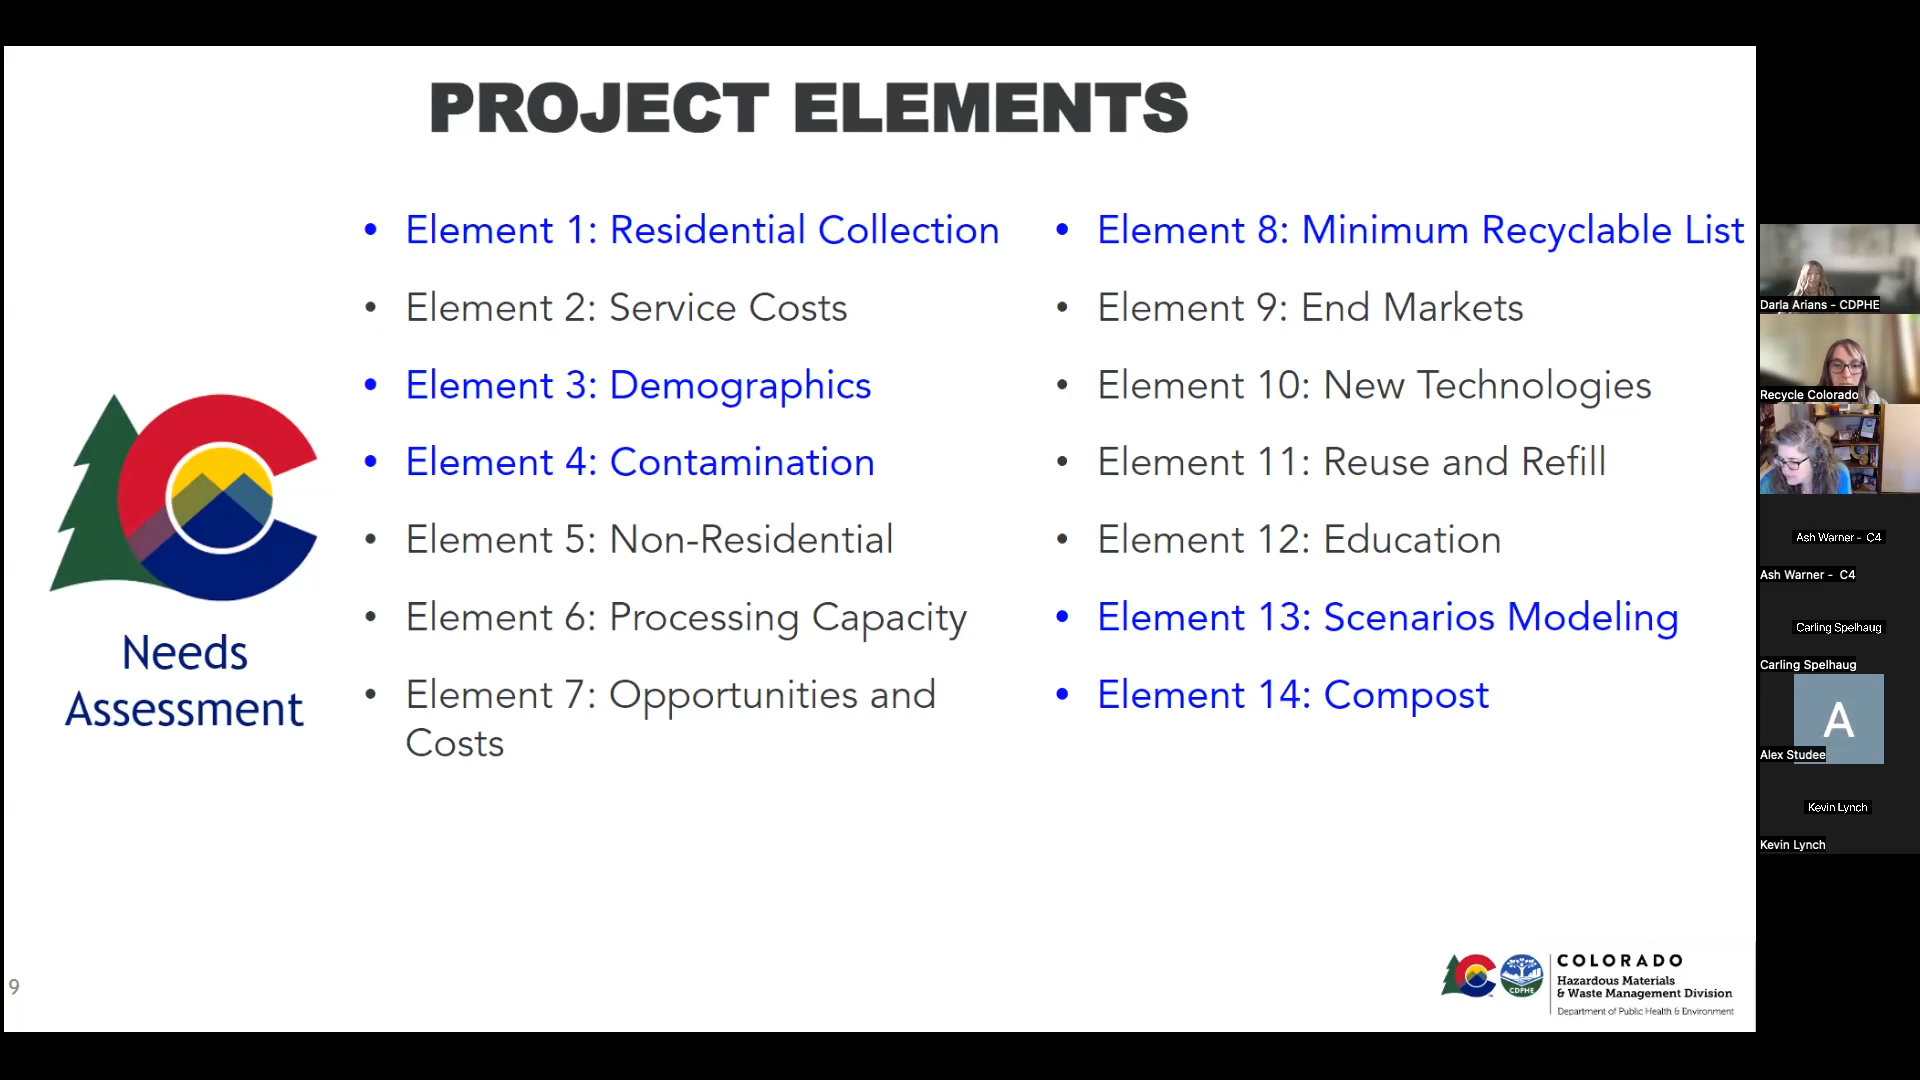 PROJECT ELEMENTS
• Element 1: Residential Collection
• Element 2: Service Costs
• Element 3: Demographics
• Element 4: Contamination
• Element 5: Non-Residential
• Element 6: Processing Capacity
• Element 7: Opportunities and
Costs
• Element 8: Minimum Recyclable List
• Element 9: End Markets
• Element 10: New Technologies
• Element 11: Reuse and Refill
• Element 12: Education
• Element 13: Scenarios Modeling
• Element 14: Compost
Needs
Assessment
9
CDPHE
COLORADO
Hazardous Materials
& Waste Management Division
Department of Public Health & Environment
Darla Arians - CDPHE
Recycle Colorado
Ash Warner - C4
Ash Warner - C4
Carling Spelhaug
Carling Spelhaug
A
Alex Studee
Kevin Lynch
Kevin Lynch